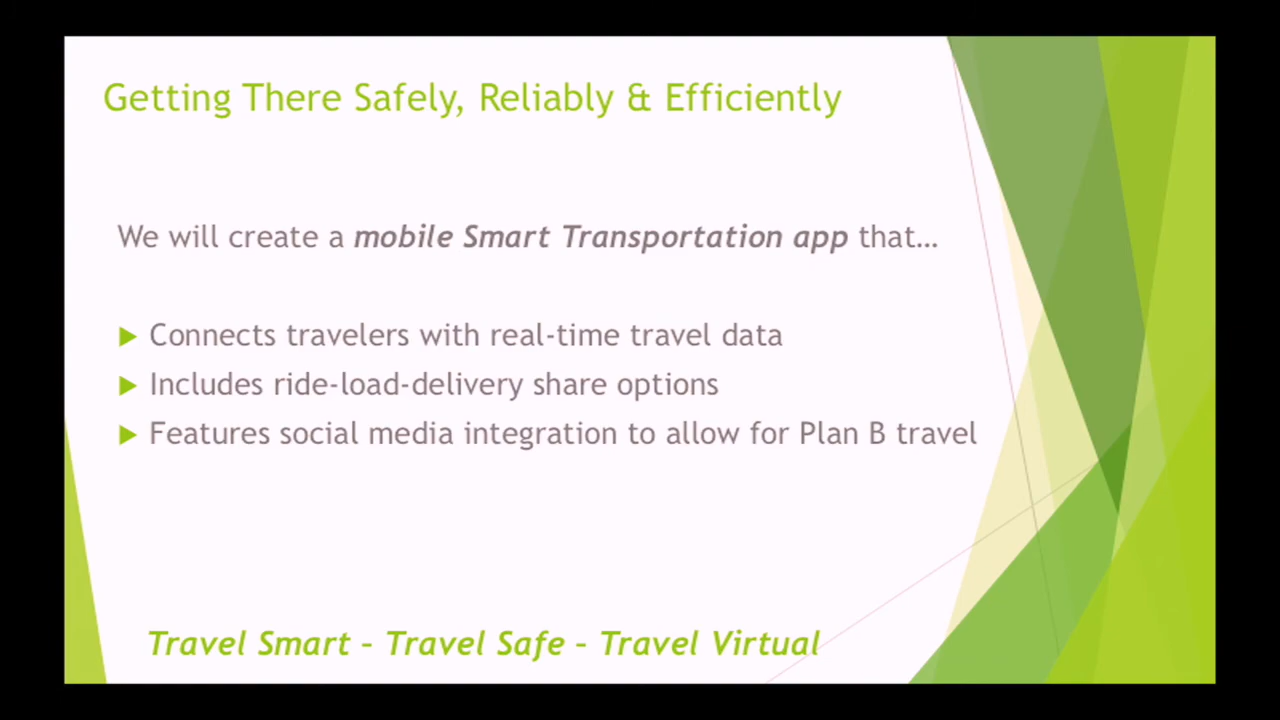 Getting There Safely, Reliably & Efficiently
We will create a mobile Smart Transportation app that…
Connects travelers with real-time travel data
Includes ride-load-delivery share options
Features social media integration to allow for Plan B travel
Travel Smart – Travel Safe – Travel Virtual